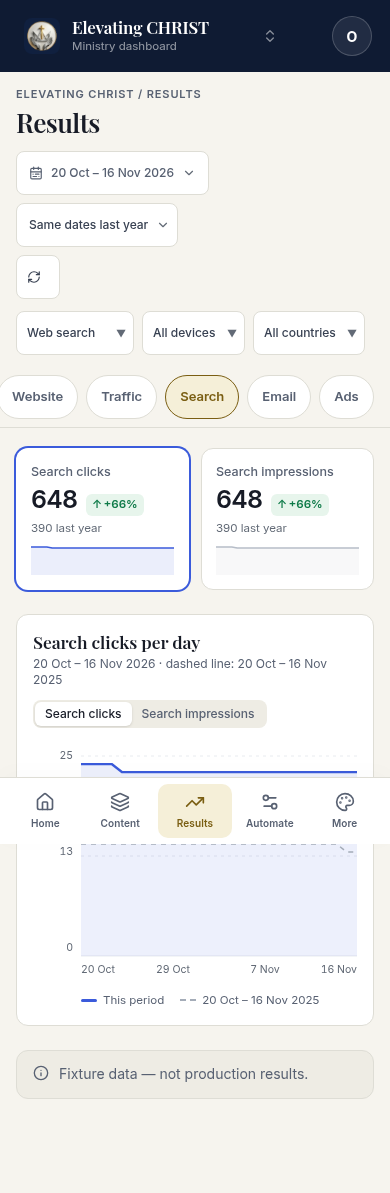 Elevating CHRIST
Ministry dashboard
O
ELEVATING CHRIST / RESULTS
Results
20 Oct – 16 Nov 2026
Same dates last year
Web search ▼ All devices ▼ All countries ▼
Website Traffic Search Email Ads
Search clicks
648 ↑ +66%
390 last year
Search impressions
648 ↑ +66%
390 last year
Search clicks per day
20 Oct – 16 Nov 2026 · dashed line: 20 Oct – 16 Nov
2025
Search clicks Search impressions
25
Home Content Results Automate More
13
0
20 Oct 29 Oct 7 Nov 16 Nov
This period 20 Oct – 16 Nov 2025
Fixture data — not production results.